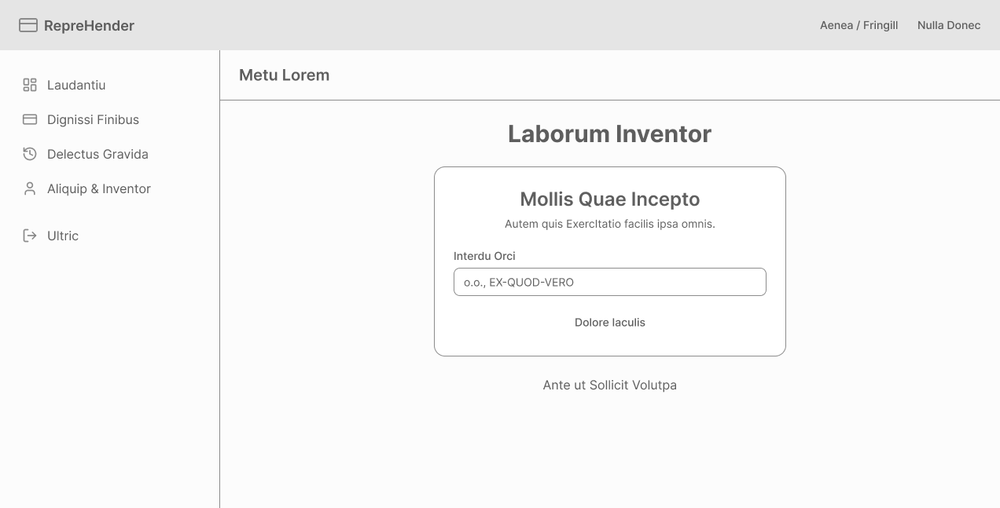 RepreHender
Aenea / Fringill
Nulla Donec
Laudantiu
Dignissi Finibus
Delectus Gravida
Aliquip & Inventor
Ultric
Metu Lorem
Laborum Inventor
Mollis Quae Incepto
Autem quis ExercItatio facilis ipsa omnis.
Interdu Orci
o.o., EX-QUOD-VERO
Dolore Iaculis
Ante ut Sollicit Volutpa